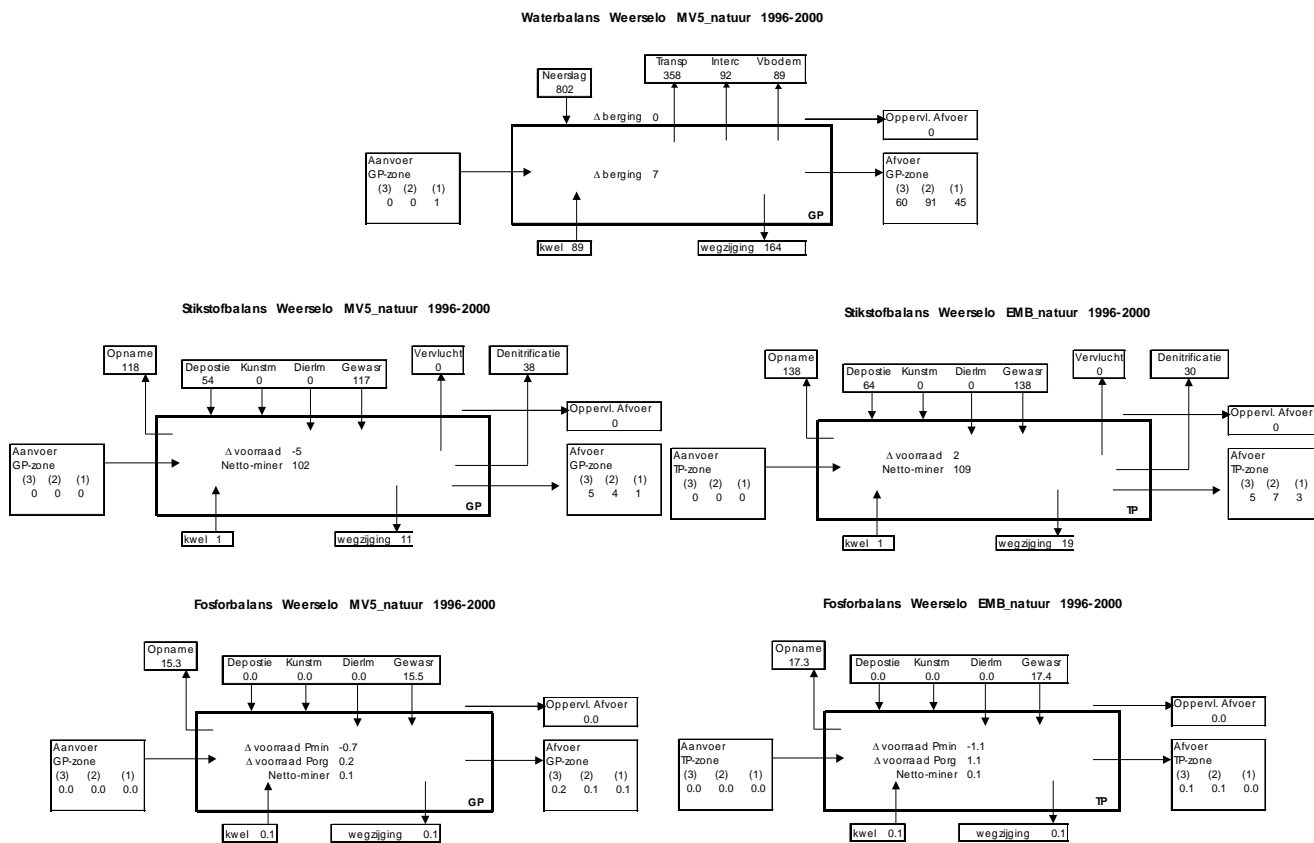 Waterbalans Weerselo MV5_natuur 1996-2000
Transp Interc Vbodem
358 92 89
Neerslag
802
Δ berging 0
Oppervl. Afvoer
0
Aanvoer
GP-zone
(3) (2) (1)
0 0 1
Δ berging 7
Afvoer
GP-zone
(3) (2) (1)
60 91 45
GP
kwel 89
wegzijging 164
Stikstofbalans Weerselo MV5_natuur 1996-2000
Opname
118
Depostie Kunstm Dierlm Gewasr
54 0 0 117
Vervlucht
0
Denitrificatie
38
Oppervl. Afvoer
0
Aanvoer
GP-zone
(3) (2) (1)
0 0 0
Δ voorraad -5
Netto-miner 102
Afvoer
GP-zone
(3) (2) (1)
5 4 1
GP
kwel 1
wegzijging 11
Stikstofbalans Weerselo EMB_natuur 1996-2000
Opname
138
Depostie Kunstm Dierlm Gewasr
64 0 0 138
Vervlucht
0
Denitrificatie
30
Oppervl. Afvoer
0
Aanvoer
TP-zone
(3) (2) (1)
0 0 0
Δ voorraad 2
Netto-miner 109
Afvoer
TP-zone
(3) (2) (1)
5 7 3
TP
kwel 1
wegzijging 19
Fosforbalans Weerselo MV5_natuur 1996-2000
Opname
15.3
Depostie Kunstm Dierlm Gewasr
0.0 0.0 0.0 15.5
Oppervl. Afvoer
0.0
Aanvoer
GP-zone
(3) (2) (1)
0.0 0.0 0.0
Δ voorraad Pmin -0.7
Δ voorraad Porg 0.2
Netto-miner 0.1
Afvoer
GP-zone
(3) (2) (1)
0.2 0.1 0.1
GP
kwel 0.1
wegzijging 0.1
Fosforbalans Weerselo EMB_natuur 1996-2000
Opname
17.3
Depostie Kunstm Dierlm Gewasr
0.0 0.0 0.0 17.4
Oppervl. Afvoer
0.0
Aanvoer
TP-zone
(3) (2) (1)
0.0 0.0 0.0
Δ voorraad Pmin -1.1
Δ voorraad Porg 1.1
Netto-miner 0.1
Afvoer
TP-zone
(3) (2) (1)
0.1 0.1 0.0
TP
kwel 0.1
wegzijging 0.1